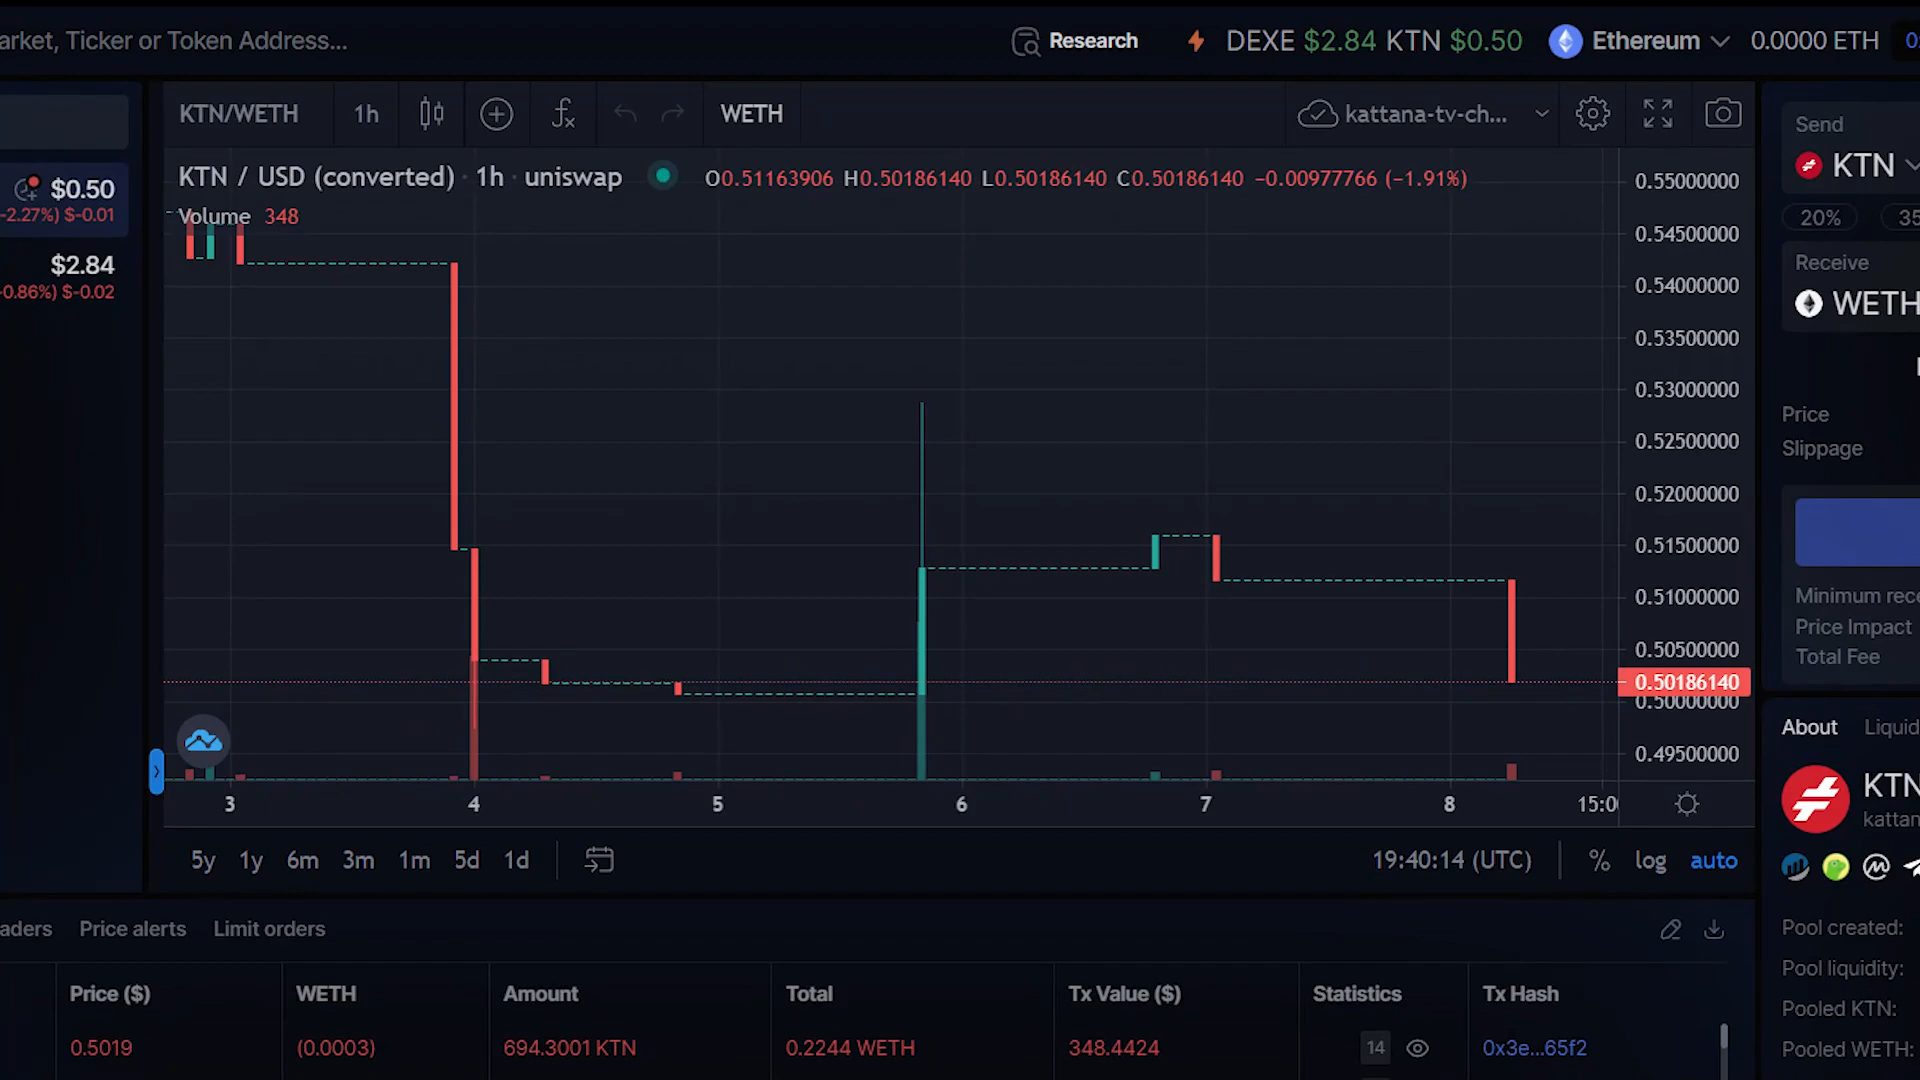 arket, Ticker or Token Address...
Research
DEXE $2.84 KTN $0.50
Ethereum
0.0000 ETH
KTN/WETH
1h
WETH
kattana-tv-ch...
KTN / USD (converted) · 1h · uniswap
O0.51163906 H0.50186140 L0.50186140 C0.50186140 −0.00977766 (−1.91%)
Volume 348
$0.50
-2.27%) $-0.01
$2.84
-0.86%) $-0.02
0.55000000
0.54500000
0.54000000
0.53500000
0.53000000
0.52500000
0.52000000
0.51500000
0.51000000
0.50500000
0.50186140
0.50000000
0.49500000
3 4 5 6 7 8 15:00
5y 1y 6m 3m 1m 5d 1d
19:40:14 (UTC)
% log auto
Send
KTN
20%
35
Receive
WETH
Price
Slippage
Minimum rece
Price Impact
Total Fee
About
Liquid
KTN
kattan
Pool created:
Pool liquidity:
Pooled KTN:
Pooled WETH:
aders
Price alerts
Limit orders
Price ($) WETH Amount Total Tx Value ($) Statistics Tx Hash
0.5019 (0.0003) 694.3001 KTN 0.2244 WETH 348.4424 14 0x3e...65f2